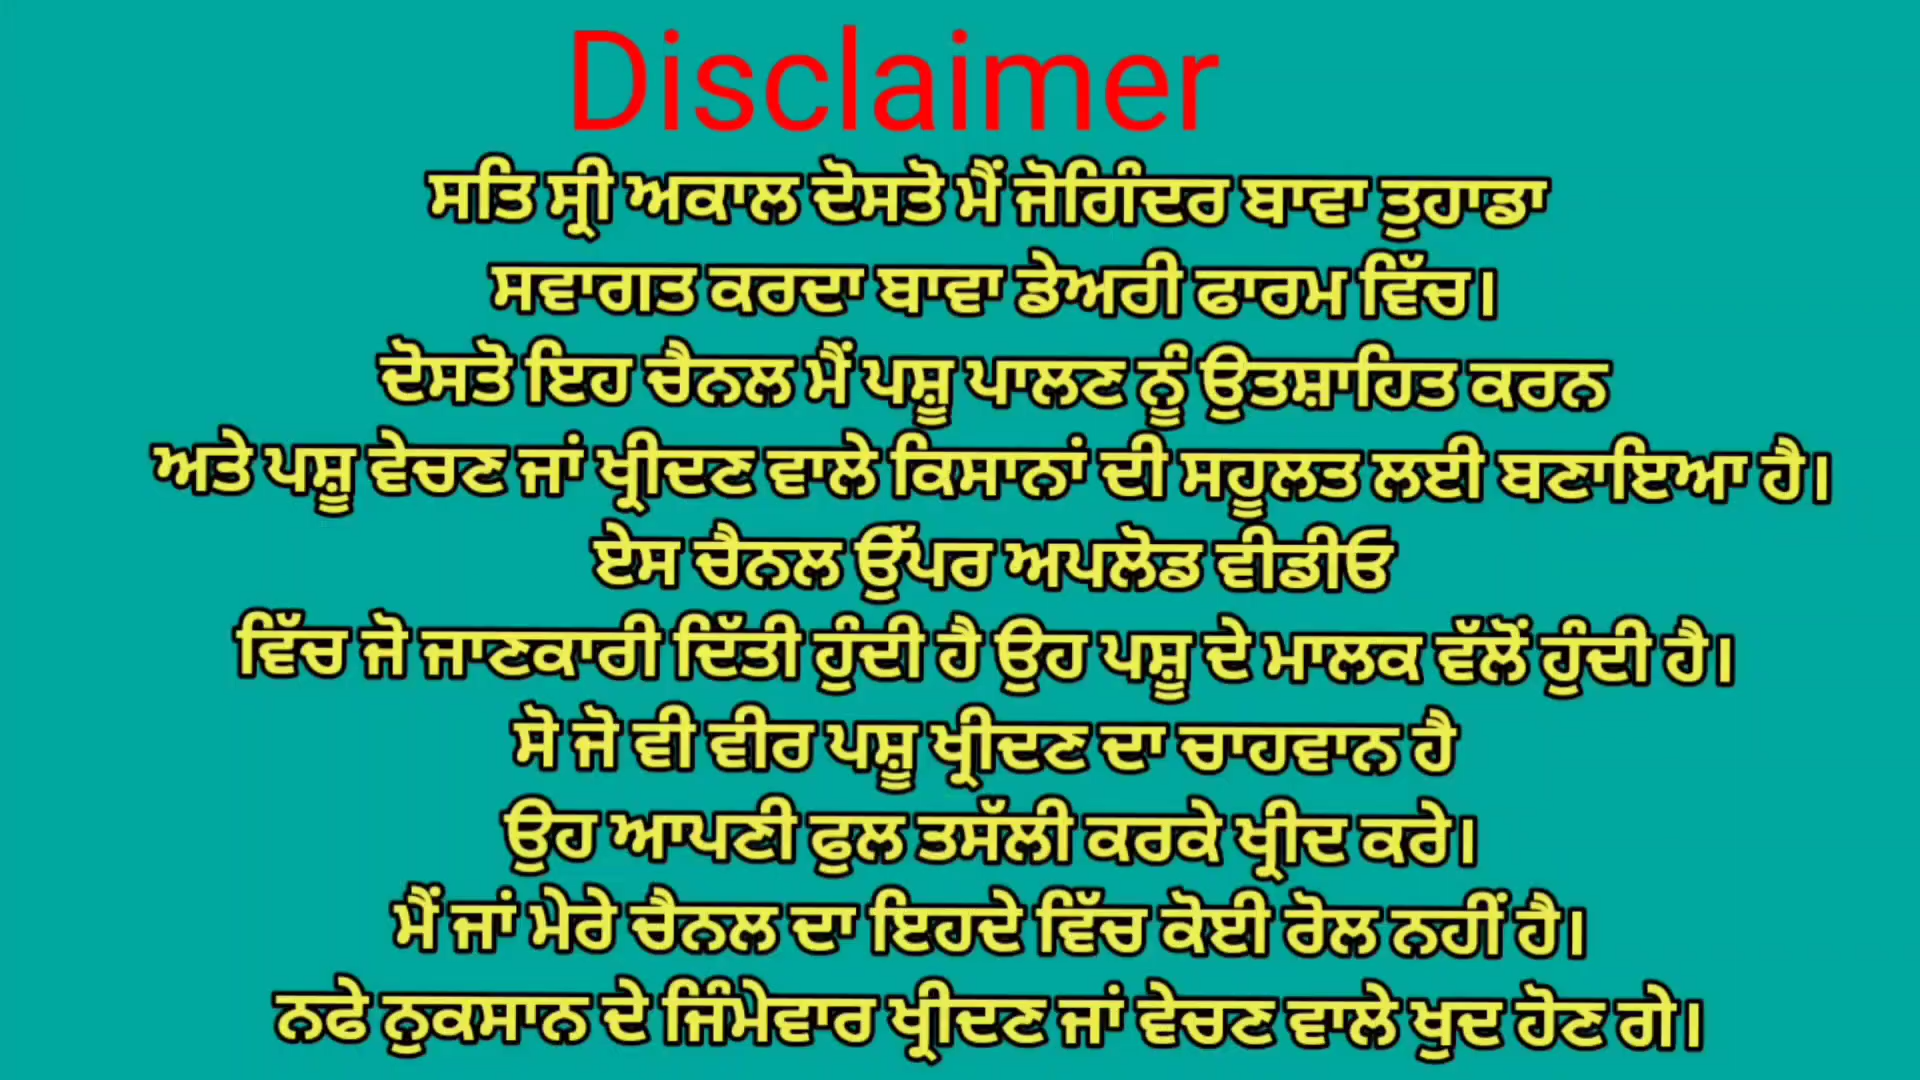 Disclaimer
ਸਤਿ ਸ੍ਰੀ ਅਕਾਲ ਦੋਸਤੋ ਮੈਂ ਜੋਗਿੰਦਰ ਬਾਵਾ ਤੁਹਾਡਾ
ਸਵਾਗਤ ਕਰਦਾ ਬਾਵਾ ਡੇਅਰੀ ਫਾਰਮ ਵਿੱਚ।
ਦੋਸਤੋ ਇਹ ਚੈਨਲ ਮੈਂ ਪਸ਼ੂ ਪਾਲਣ ਨੂੰ ਉਤਸ਼ਾਹਿਤ ਕਰਨ
ਅਤੇ ਪਸ਼ੂ ਵੇਚਣ ਜਾਂ ਖ੍ਰੀਦਣ ਵਾਲੇ ਕਿਸਾਨਾਂ ਦੀ ਸਹੂਲਤ ਲਈ ਬਣਾਇਆ ਹੈ।
ਏਸ ਚੈਨਲ ਉੱਪਰ ਅਪਲੋਡ ਵੀਡੀਓ
ਵਿੱਚ ਜੋ ਜਾਣਕਾਰੀ ਦਿੱਤੀ ਹੁੰਦੀ ਹੈ ਉਹ ਪਸ਼ੂ ਦੇ ਮਾਲਕ ਵੱਲੋਂ ਹੁੰਦੀ ਹੈ।
ਸੋ ਜੋ ਵੀ ਵੀਰ ਪਸ਼ੂ ਖ੍ਰੀਦਣ ਦਾ ਚਾਹਵਾਨ ਹੈ
ਉਹ ਆਪਣੀ ਫੁਲ ਤਸੱਲੀ ਕਰਕੇ ਖ੍ਰੀਦ ਕਰੇ।
ਮੈਂ ਜਾਂ ਮੇਰੇ ਚੈਨਲ ਦਾ ਇਹਦੇ ਵਿੱਚ ਕੋਈ ਰੋਲ ਨਹੀਂ ਹੈ।
ਨਫੇ ਨੁਕਸਾਨ ਦੇ ਜਿੰਮੇਵਾਰ ਖ੍ਰੀਦਣ ਜਾਂ ਵੇਚਣ ਵਾਲੇ ਖੁਦ ਹੋਣ ਗੇ।